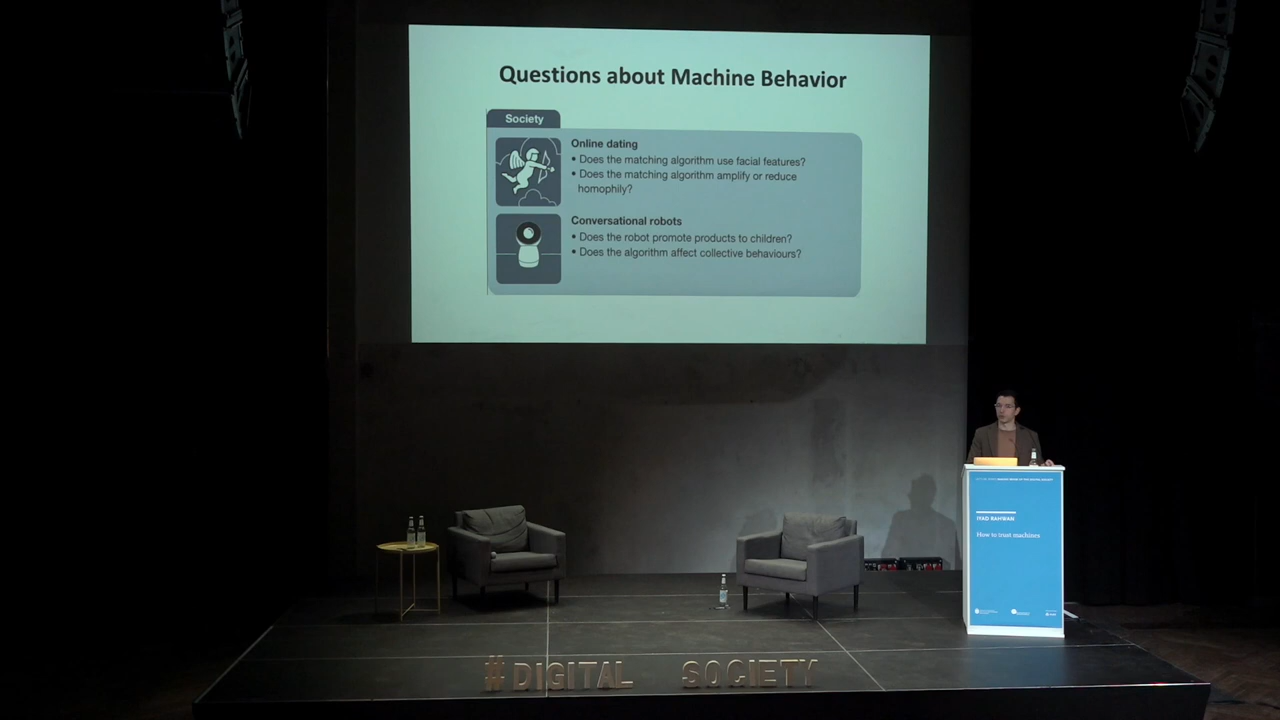 Questions about Machine Behavior
Society
Online dating
• Does the matching algorithm use facial features?
• Does the matching algorithm amplify or reduce
homophily?
Conversational robots
• Does the robot promote products to children?
• Does the algorithm affect collective behaviours?
IYAD RAHWAN
How to trust machines
#DIGITAL SOCIETY